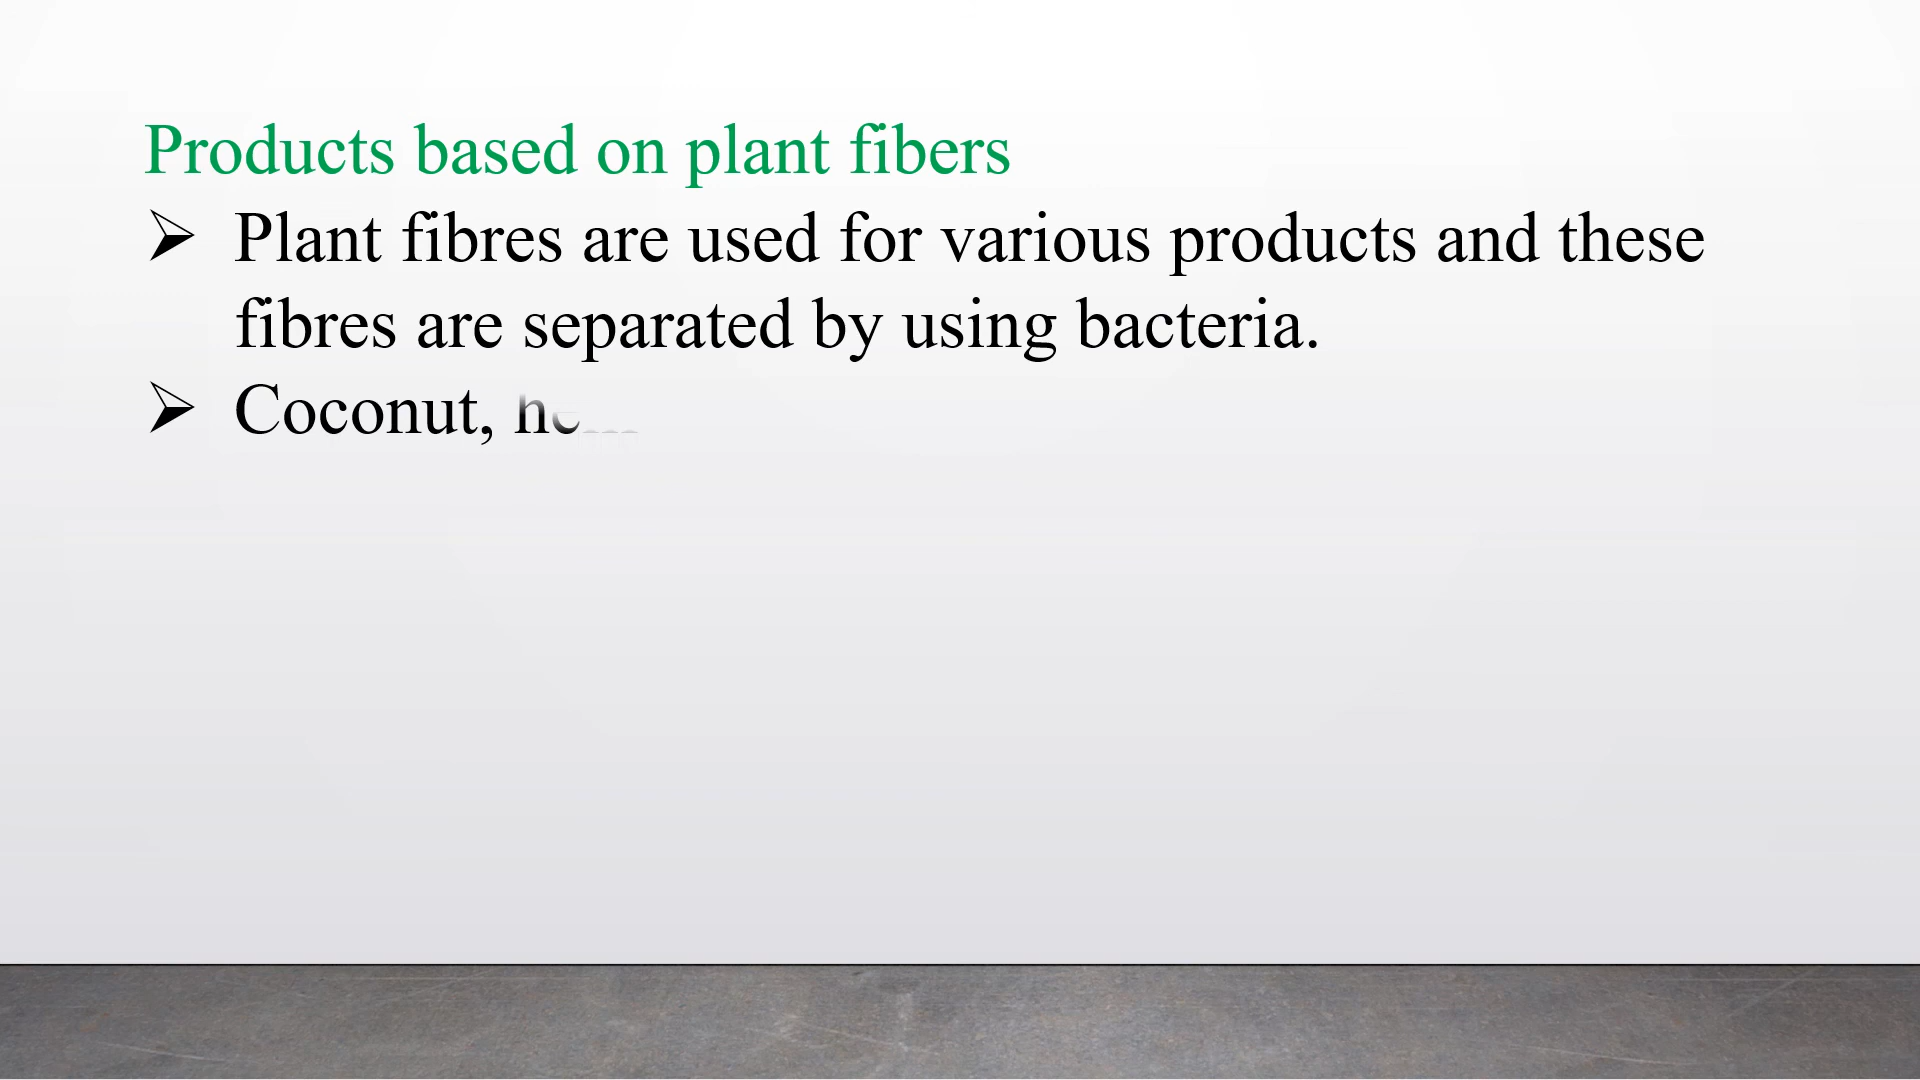 Products based on plant fibers
➢ Plant fibres are used for various products and these
fibres are separated by using bacteria.
➢ Coconut,